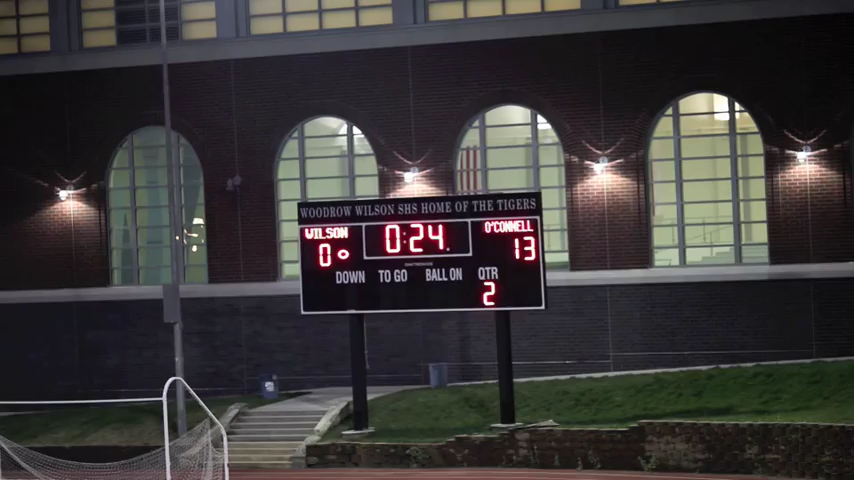 WOODROW WILSON SHS HOME OF THE TIGERS
WILSON 0:24 O'CONNELL
0 13
DOWN TO GO BALL ON QTR
2